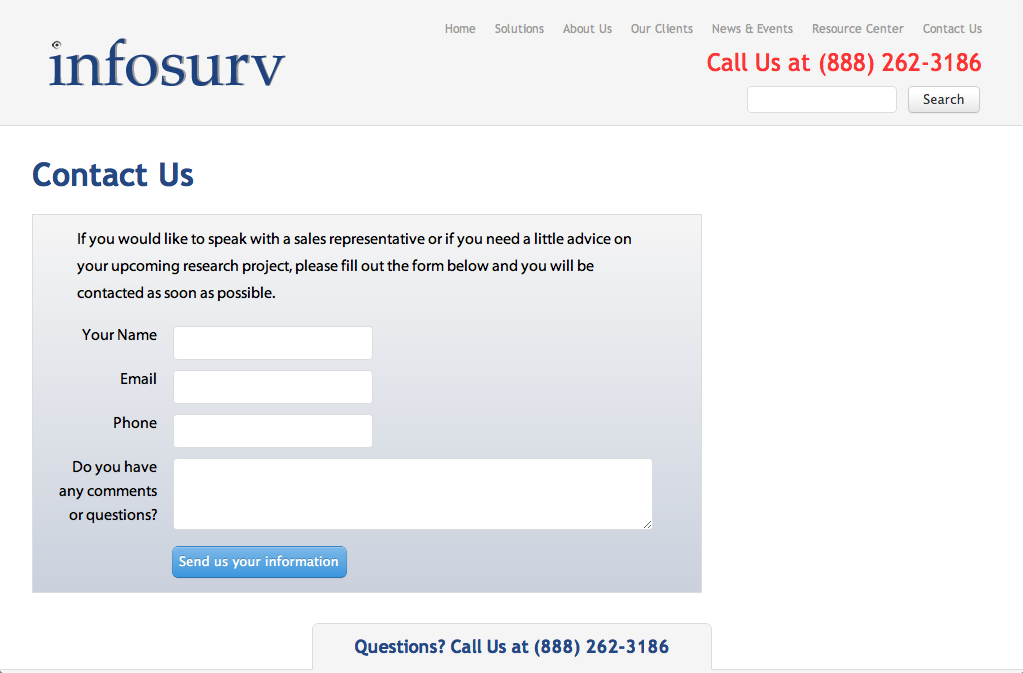 infosurv
Home Solutions About Us Our Clients News & Events Resource Center Contact Us
Call Us at (888) 262-3186
Search
Contact Us
If you would like to speak with a sales representative or if you need a little advice on
your upcoming research project, please fill out the form below and you will be
contacted as soon as possible.
Your Name
Email
Phone
Do you have
any comments
or questions?
Send us your information
Questions? Call Us at (888) 262-3186